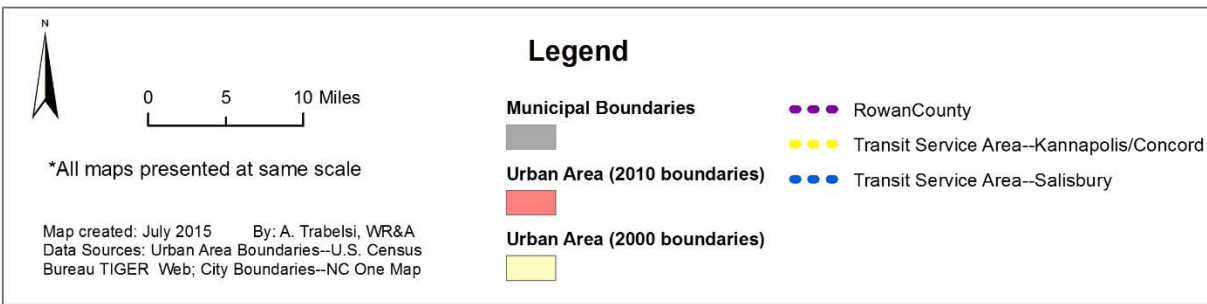 N
0 5 10 Miles
*All maps presented at same scale
Map created: July 2015 By: A. Trabelsi, WR&A
Data Sources: Urban Area Boundaries--U.S. Census
Bureau TIGER Web; City Boundaries--NC One Map
Legend
Municipal Boundaries
Urban Area (2010 boundaries)
Urban Area (2000 boundaries)
RowanCounty
Transit Service Area--Kannapolis/Concord
Transit Service Area--Salisbury